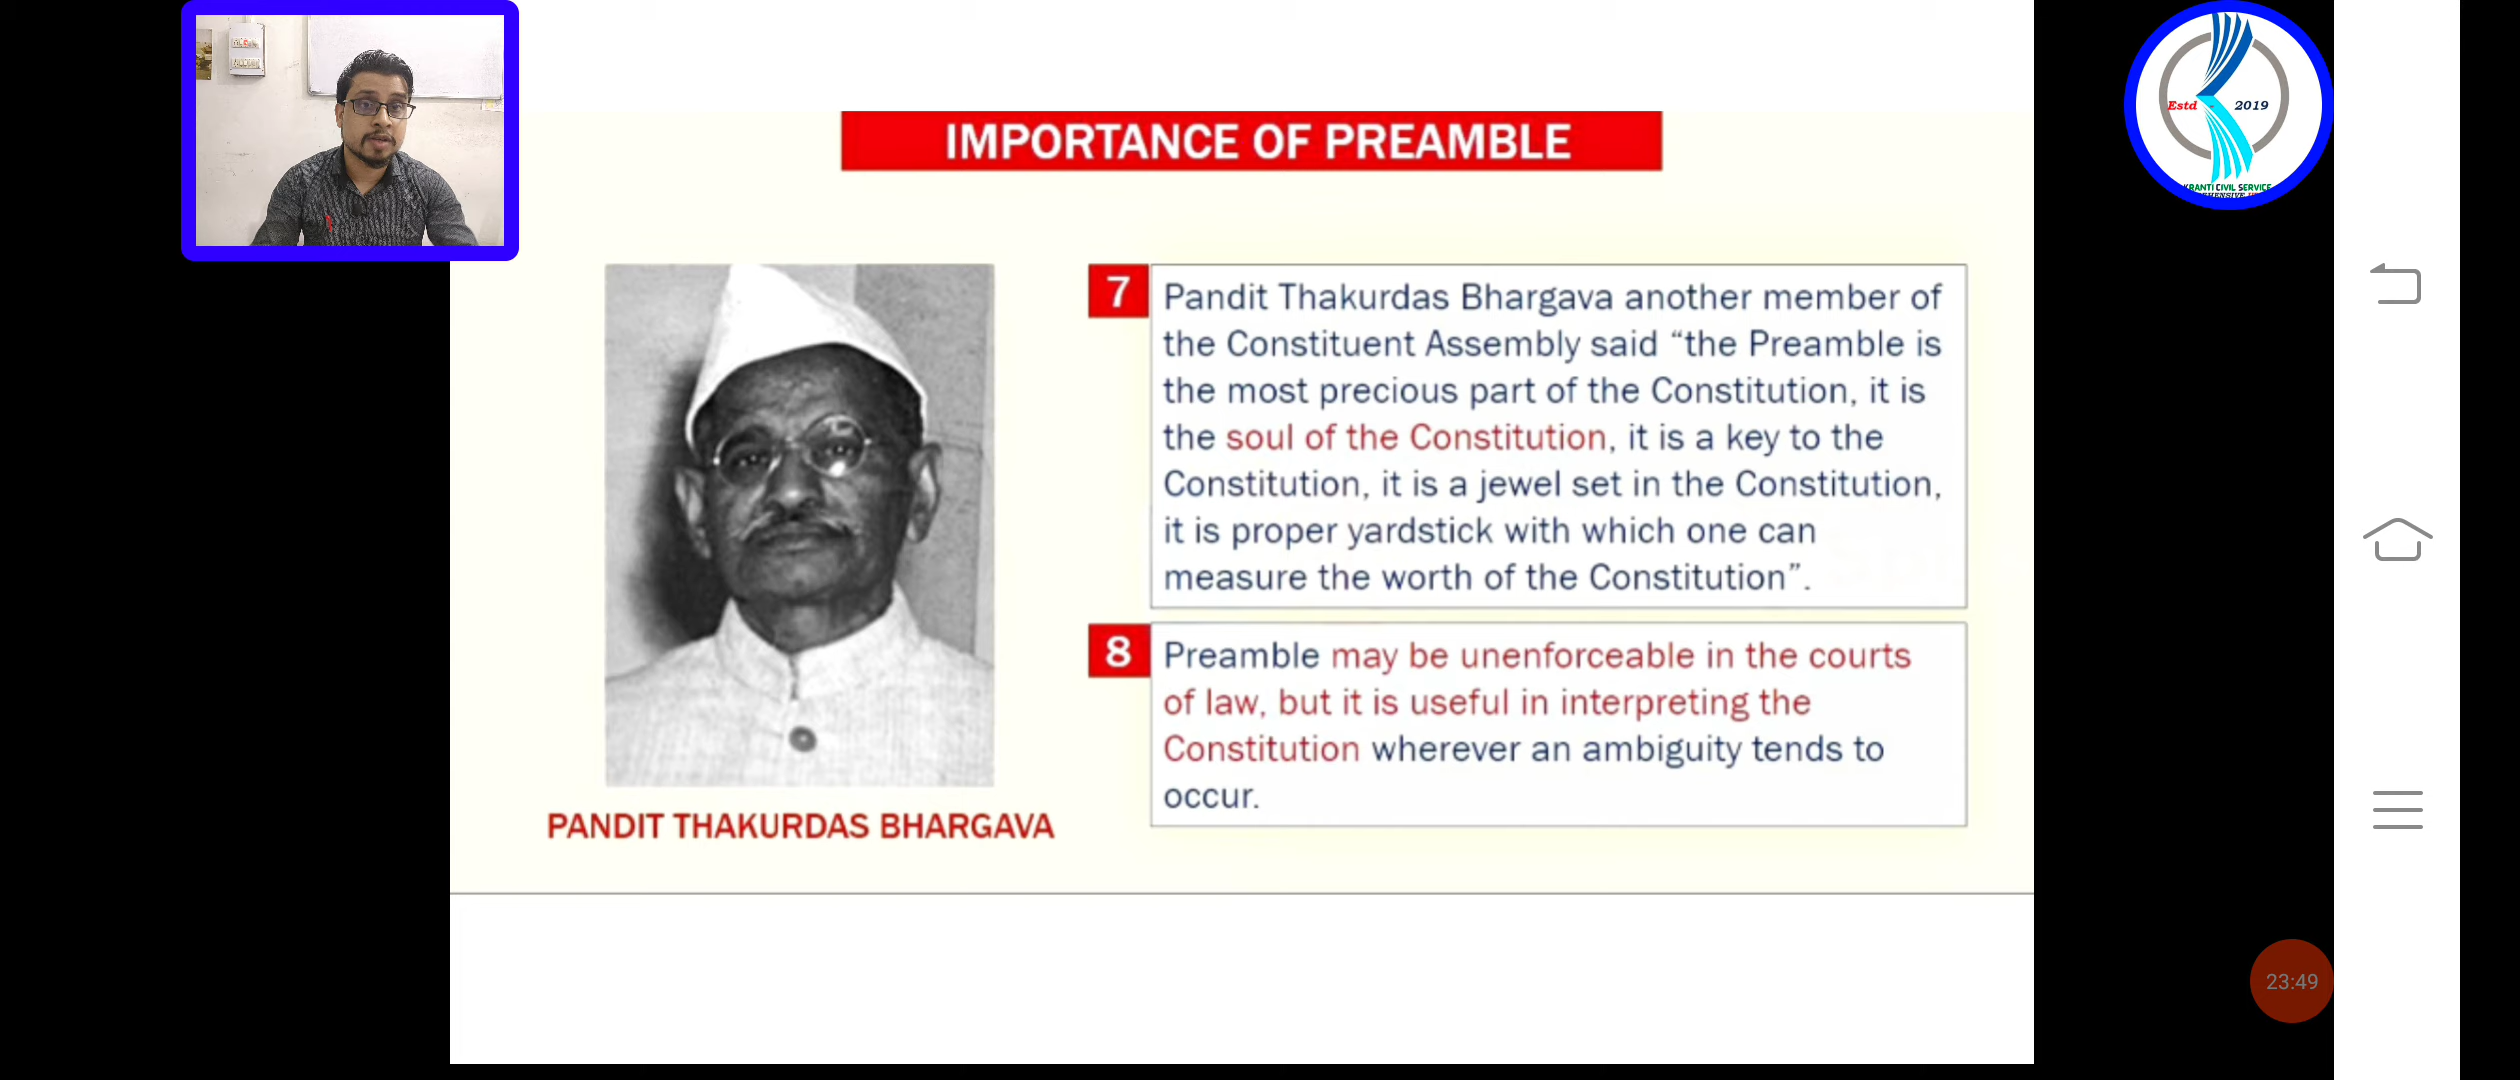 IMPORTANCE OF PREAMBLE
Estd - 2019
KRANTI CIVIL SERVICE
7
Pandit Thakurdas Bhargava another member of
the Constituent Assembly said “the Preamble is
the most precious part of the Constitution, it is
the soul of the Constitution, it is a key to the
Constitution, it is a jewel set in the Constitution,
it is proper yardstick with which one can
measure the worth of the Constitution”.
8
Preamble may be unenforceable in the courts
of law, but it is useful in interpreting the
Constitution wherever an ambiguity tends to
occur.
PANDIT THAKURDAS BHARGAVA
23:49